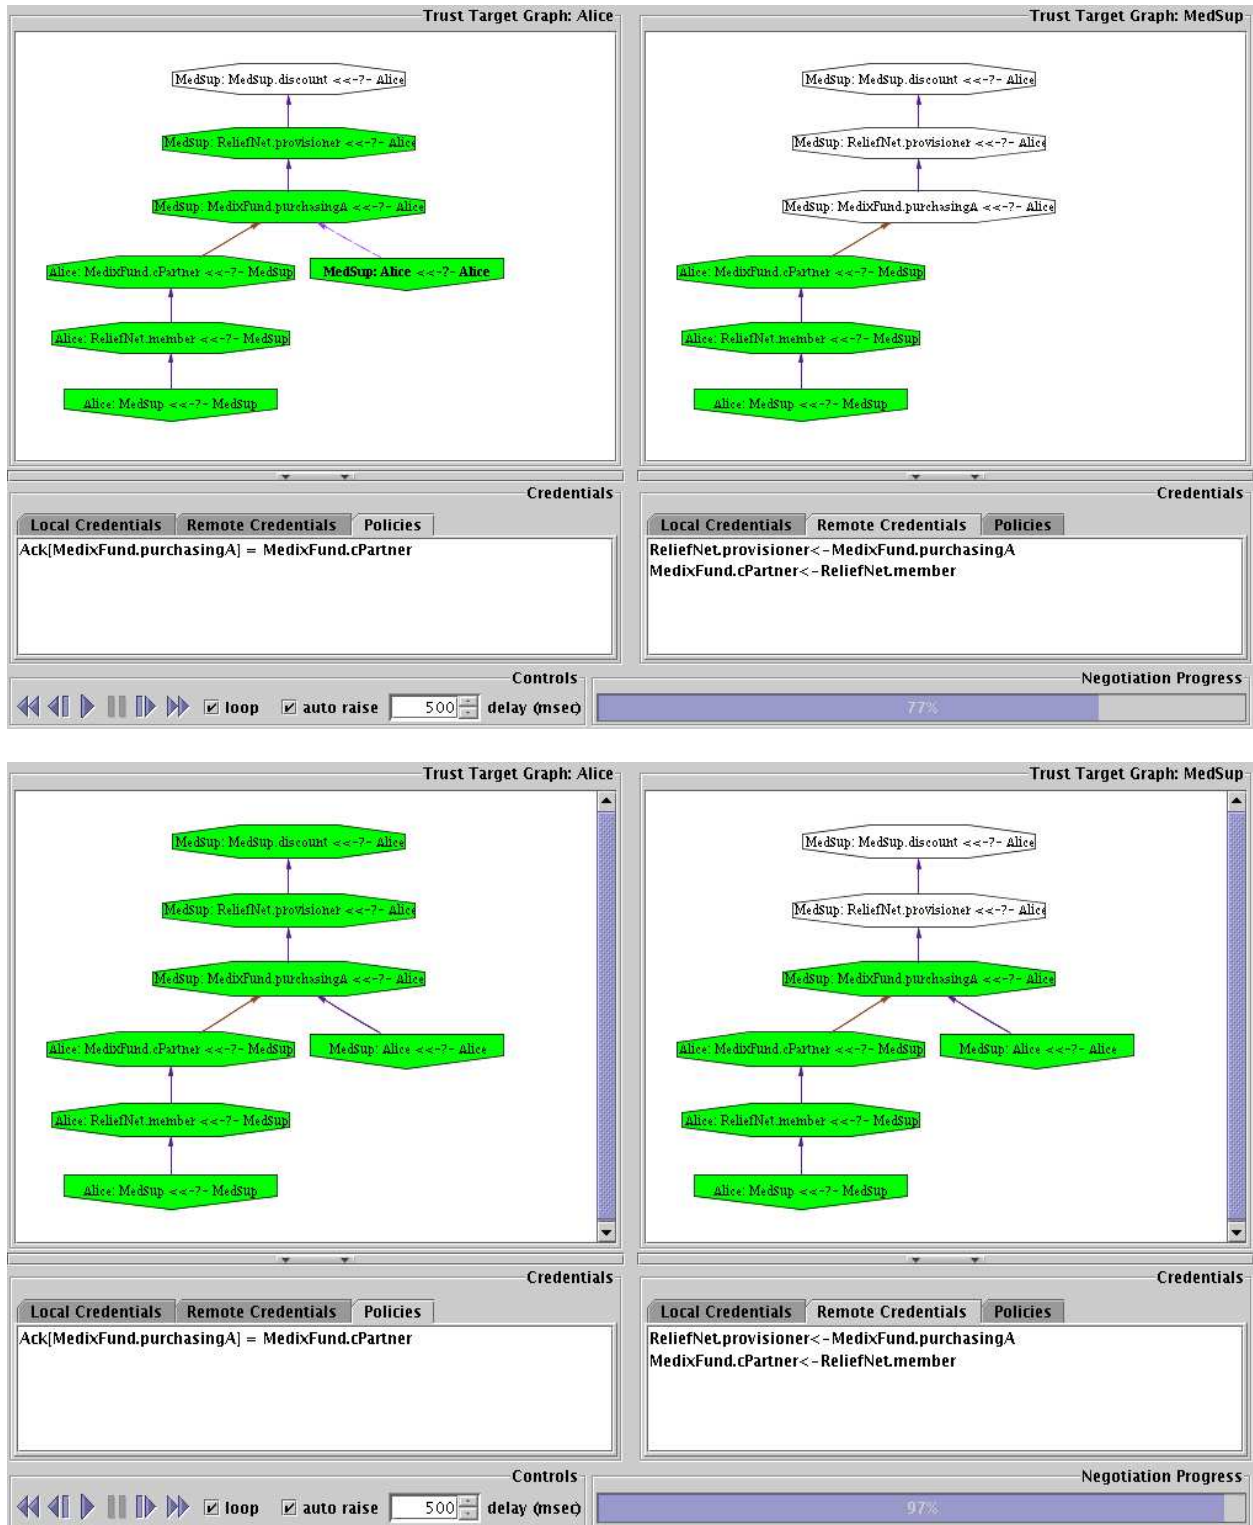 Trust Target Graph: Alice
MedSup: MedSup.discount <<-?- Alice
MedSup: ReliefNet.provisioner <<-?- Alice
MedSup: MedixFund.purchasingA <<-?- Alice
Alice: MedixFund.cPartner <<-?- MedSup
MedSup: Alice <<-?- Alice
Alice: ReliefNet.member <<-?- MedSup
Alice: MedSup <<-?- MedSup
Trust Target Graph: MedSup
MedSup: MedSup.discount <<-?- Alice
MedSup: ReliefNet.provisioner <<-?- Alice
MedSup: MedixFund.purchasingA <<-?- Alice
Alice: MedixFund.cPartner <<-?- MedSup
Alice: ReliefNet.member <<-?- MedSup
Alice: MedSup <<-?- MedSup
Credentials
Local Credentials Remote Credentials Policies
Ack[MedixFund.purchasingA] = MedixFund.cPartner
Credentials
Local Credentials Remote Credentials Policies
ReliefNet.provisioner<-MedixFund.purchasingA
MedixFund.cPartner<-ReliefNet.member
Controls
loop auto raise 500 delay (msec)
Negotiation Progress
77%
Trust Target Graph: Alice
MedSup: MedSup.discount <<-?- Alice
MedSup: ReliefNet.provisioner <<-?- Alice
MedSup: MedixFund.purchasingA <<-?- Alice
Alice: MedixFund.cPartner <<-?- MedSup
MedSup: Alice <<-?- Alice
Alice: ReliefNet.member <<-?- MedSup
Alice: MedSup <<-?- MedSup
Trust Target Graph: MedSup
MedSup: MedSup.discount <<-?- Alice
MedSup: ReliefNet.provisioner <<-?- Alice
MedSup: MedixFund.purchasingA <<-?- Alice
Alice: MedixFund.cPartner <<-?- MedSup
MedSup: Alice <<-?- Alice
Alice: ReliefNet.member <<-?- MedSup
Alice: MedSup <<-?- MedSup
Credentials
Local Credentials Remote Credentials Policies
Ack[MedixFund.purchasingA] = MedixFund.cPartner
Credentials
Local Credentials Remote Credentials Policies
ReliefNet.provisioner<-MedixFund.purchasingA
MedixFund.cPartner<-ReliefNet.member
Controls
loop auto raise 500 delay (msec)
Negotiation Progress
97%